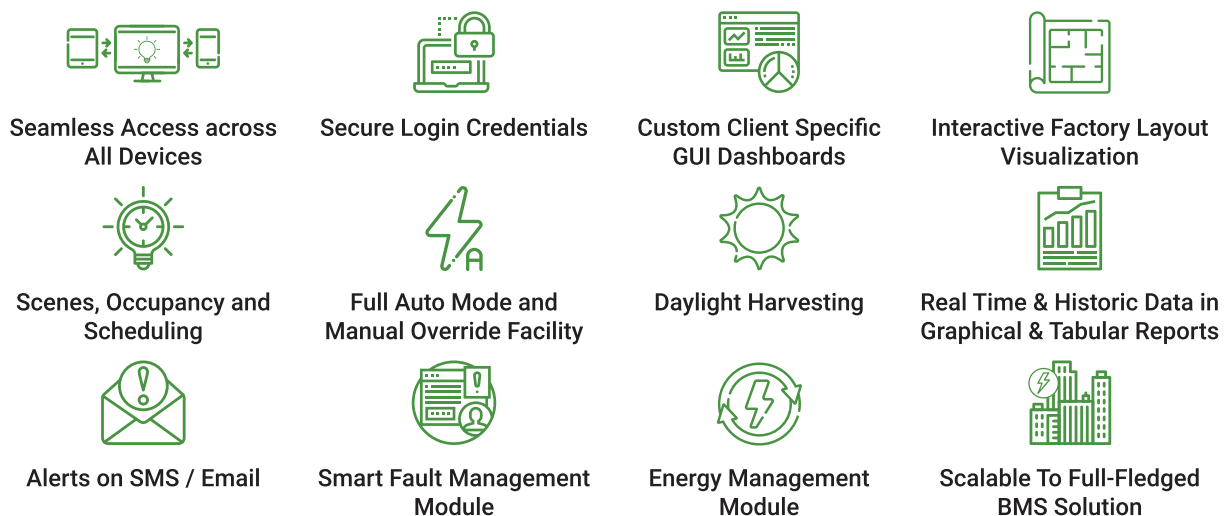 Seamless Access across
All Devices
Secure Login Credentials
Custom Client Specific
GUI Dashboards
Interactive Factory Layout
Visualization
Scenes, Occupancy and
Scheduling
A
Full Auto Mode and
Manual Override Facility
Daylight Harvesting
Real Time & Historic Data in
Graphical & Tabular Reports
Alerts on SMS / Email
Smart Fault Management
Module
Energy Management
Module
Scalable To Full-Fledged
BMS Solution